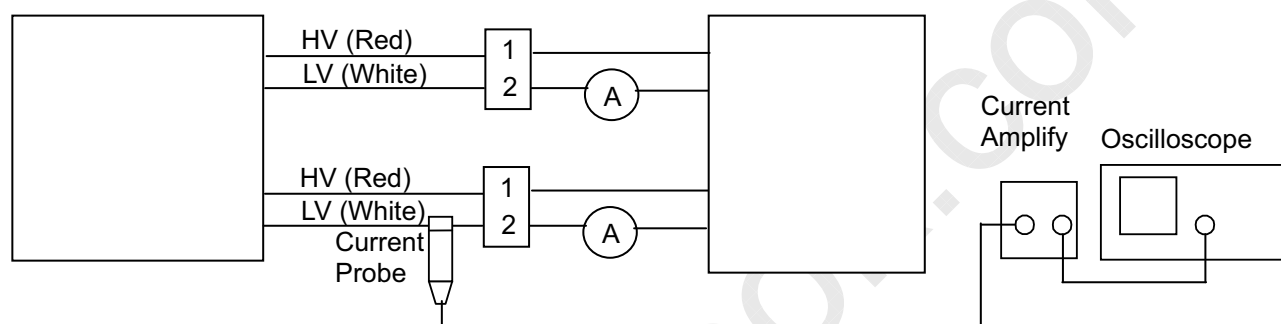 HV (Red)
LV (White)
1
2
A
HV (Red)
LV (White)
1
2
A
Current
Probe
Current
Amplify
Oscilloscope